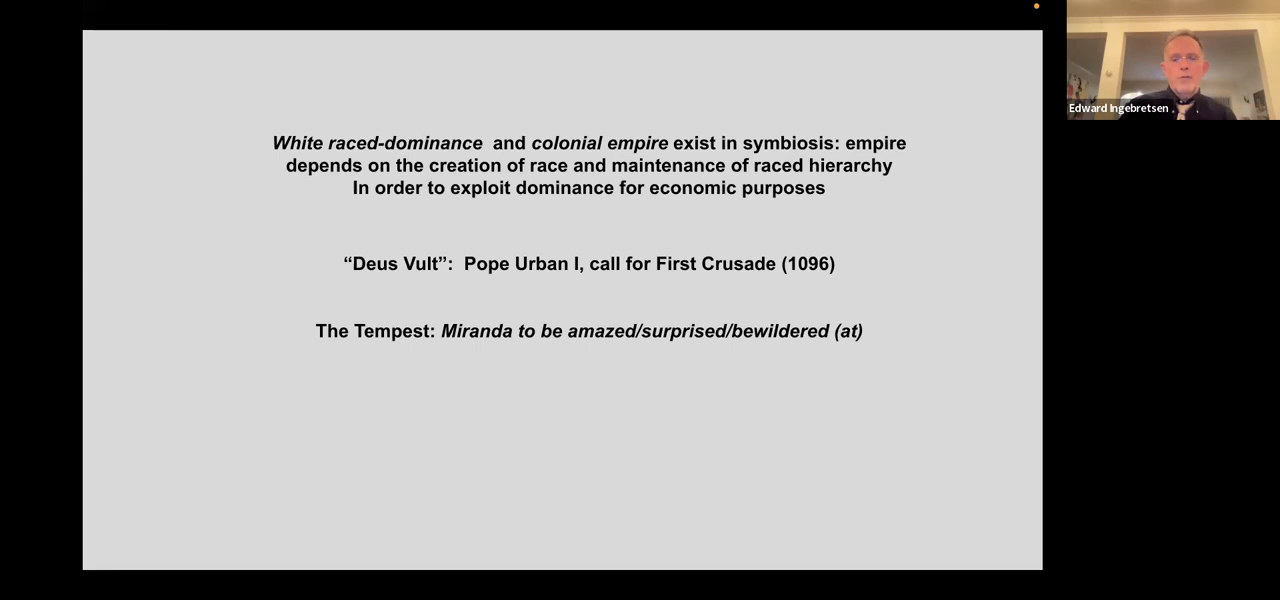 White raced-dominance and colonial empire exist in symbiosis: empire
depends on the creation of race and maintenance of raced hierarchy
In order to exploit dominance for economic purposes
“Deus Vult”: Pope Urban I, call for First Crusade (1096)
The Tempest: Miranda to be amazed/surprised/bewildered (at)
Edward Ingebretsen